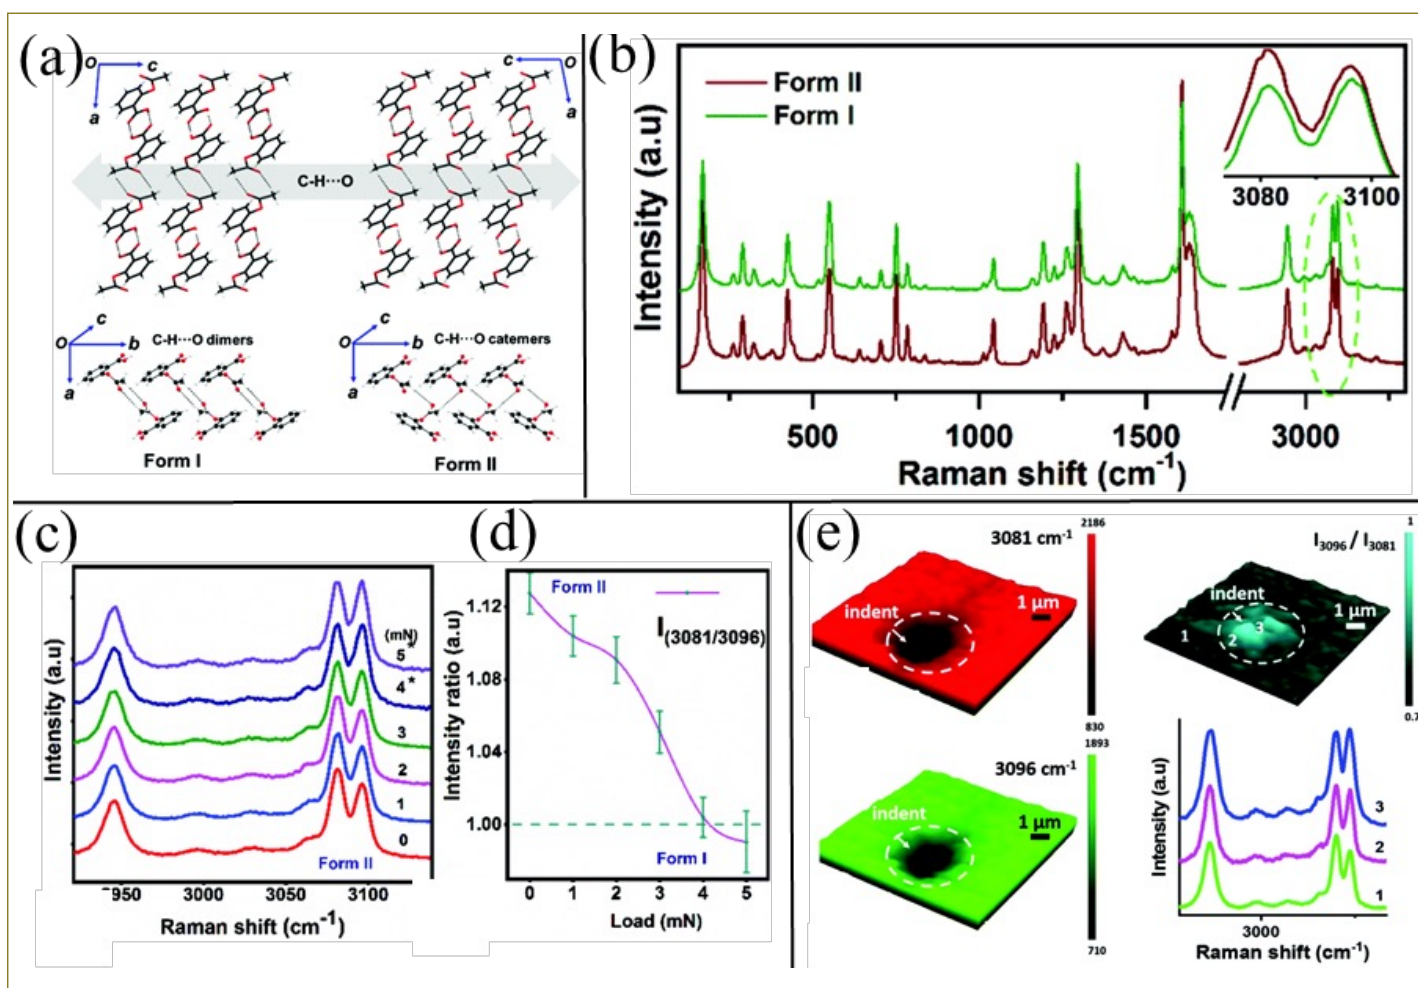 (a)
o c
a
c o
a
C-H···O
c
o b
a
C-H···O dimers
Form I
c
o b
a
C-H···O catemers
Form II
(b)
Form II
Form I
3080 3100
Intensity (a.u)
500 1000 1500 3000
Raman shift (cm-1)
(c)
(mN)
5*
4*
3
2
1
0
Form II
Intensity (a.u)
950 3000 3050 3100
Raman shift (cm-1)
(d)
Form II
I(3081/3096)
1.12
1.08
1.04
1.00
Intensity ratio (a.u)
Form I
0 1 2 3 4 5
Load (mN)
(e)
3081 cm-1
2186
indent
1 µm
830
I3096 / I3081
1
indent
1 µm
1 2 3
0.7
3096 cm-1
1893
indent
1 µm
710
3
2
1
Intensity (a.u)
3000
Raman shift (cm-1)